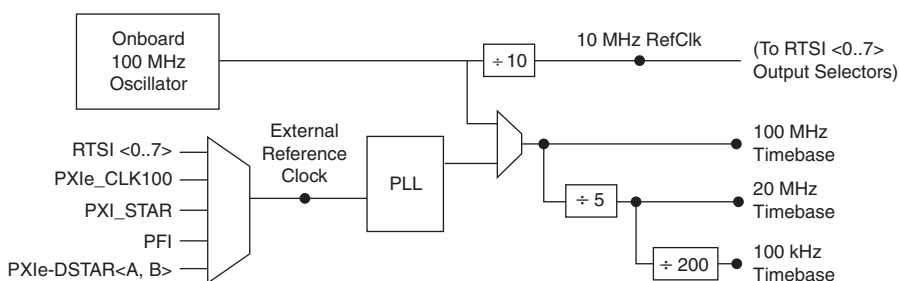 Onboard
100 MHz
Oscillator
÷ 10
10 MHz RefClk
(To RTSI <0..7>
Output Selectors)
RTSI <0..7>
PXIe_CLK100
PXI_STAR
PFI
PXIe-DSTAR<A, B>
External
Reference
Clock
PLL
100 MHz
Timebase
÷ 5
20 MHz
Timebase
÷ 200
100 kHz
Timebase